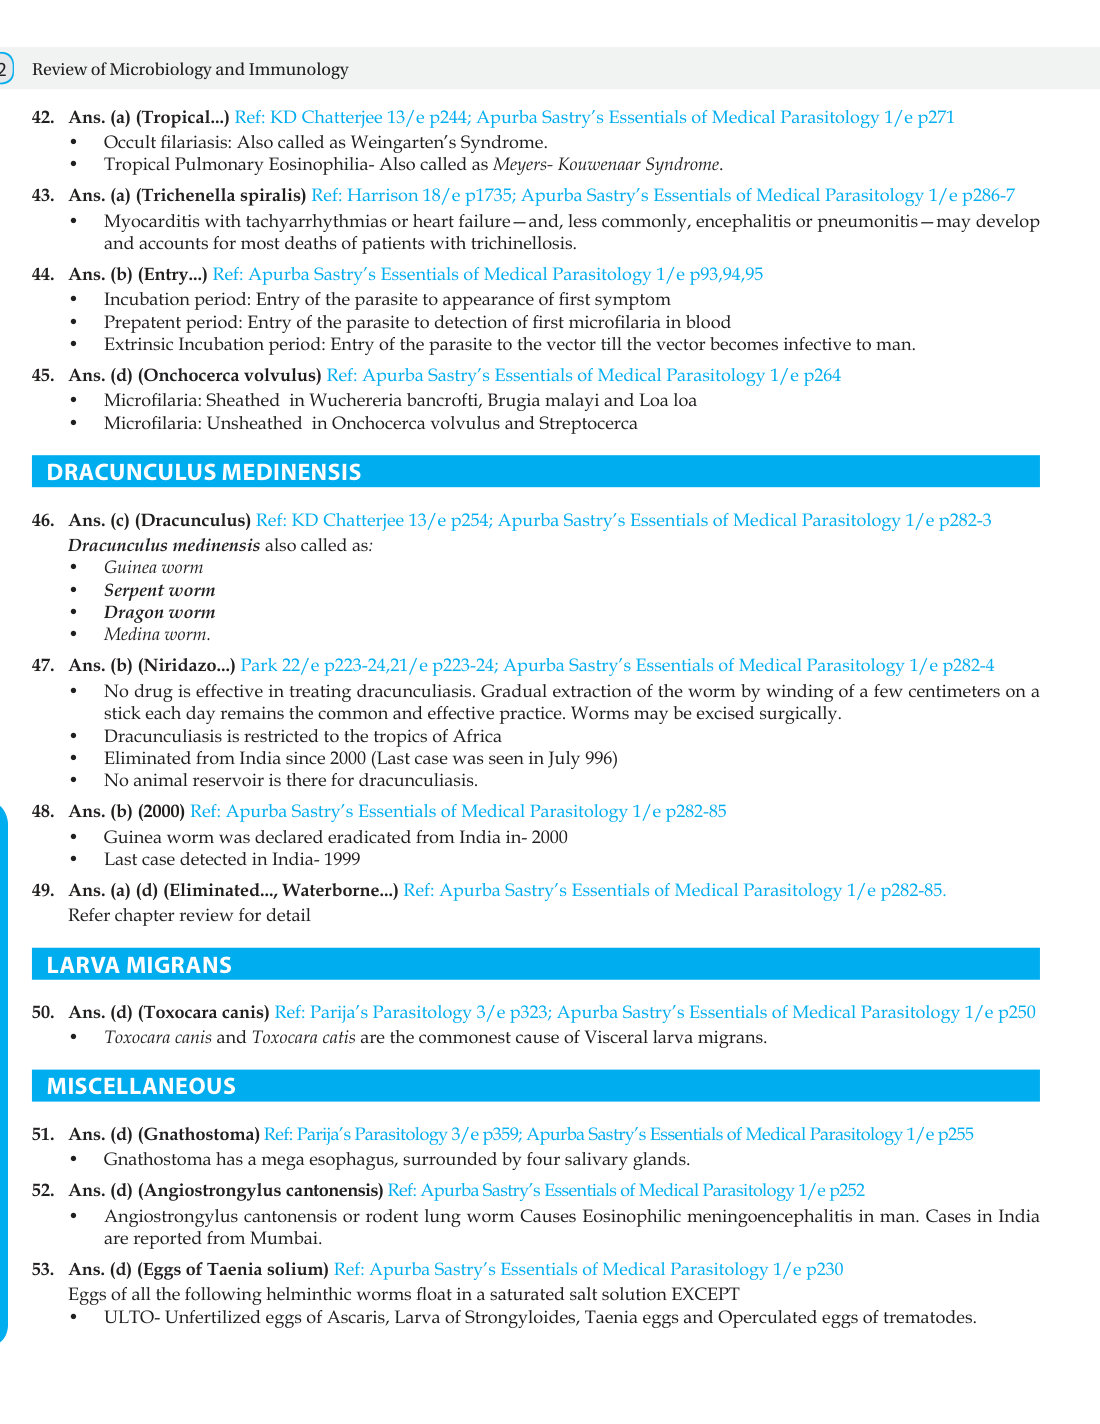 2 Review of Microbiology and Immunology
42. Ans. (a) (Tropical...) Ref: KD Chatterjee 13/e p244; Apurba Sastry's Essentials of Medical Parasitology 1/e p271
• Occult filariasis: Also called as Weingarten's Syndrome.
• Tropical Pulmonary Eosinophilia- Also called as Meyers- Kouwenaar Syndrome.
43. Ans. (a) (Trichenella spiralis) Ref: Harrison 18/e p1735; Apurba Sastry's Essentials of Medical Parasitology 1/e p286-7
• Myocarditis with tachyarrhythmias or heart failure—and, less commonly, encephalitis or pneumonitis—may develop
and accounts for most deaths of patients with trichinellosis.
44. Ans. (b) (Entry...) Ref: Apurba Sastry's Essentials of Medical Parasitology 1/e p93,94,95
• Incubation period: Entry of the parasite to appearance of first symptom
• Prepatent period: Entry of the parasite to detection of first microfilaria in blood
• Extrinsic Incubation period: Entry of the parasite to the vector till the vector becomes infective to man.
45. Ans. (d) (Onchocerca volvulus) Ref: Apurba Sastry's Essentials of Medical Parasitology 1/e p264
• Microfilaria: Sheathed in Wuchereria bancrofti, Brugia malayi and Loa loa
• Microfilaria: Unsheathed in Onchocerca volvulus and Streptocerca
DRACUNCULUS MEDINENSIS
46. Ans. (c) (Dracunculus) Ref: KD Chatterjee 13/e p254; Apurba Sastry's Essentials of Medical Parasitology 1/e p282-3
Dracunculus medinensis also called as:
• Guinea worm
• Serpent worm
• Dragon worm
• Medina worm.
47. Ans. (b) (Niridazo...) Park 22/e p223-24,21/e p223-24; Apurba Sastry's Essentials of Medical Parasitology 1/e p282-4
• No drug is effective in treating dracunculiasis. Gradual extraction of the worm by winding of a few centimeters on a
stick each day remains the common and effective practice. Worms may be excised surgically.
• Dracunculiasis is restricted to the tropics of Africa
• Eliminated from India since 2000 (Last case was seen in July 996)
• No animal reservoir is there for dracunculiasis.
48. Ans. (b) (2000) Ref: Apurba Sastry's Essentials of Medical Parasitology 1/e p282-85
• Guinea worm was declared eradicated from India in- 2000
• Last case detected in India- 1999
49. Ans. (a) (d) (Eliminated..., Waterborne...) Ref: Apurba Sastry's Essentials of Medical Parasitology 1/e p282-85.
Refer chapter review for detail
LARVA MIGRANS
50. Ans. (d) (Toxocara canis) Ref: Parija's Parasitology 3/e p323; Apurba Sastry's Essentials of Medical Parasitology 1/e p250
• Toxocara canis and Toxocara catis are the commonest cause of Visceral larva migrans.
MISCELLANEOUS
51. Ans. (d) (Gnathostoma) Ref: Parija's Parasitology 3/e p359; Apurba Sastry's Essentials of Medical Parasitology 1/e p255
• Gnathostoma has a mega esophagus, surrounded by four salivary glands.
52. Ans. (d) (Angiostrongylus cantonensis) Ref: Apurba Sastry's Essentials of Medical Parasitology 1/e p252
• Angiostrongylus cantonensis or rodent lung worm Causes Eosinophilic meningoencephalitis in man. Cases in India
are reported from Mumbai.
53. Ans. (d) (Eggs of Taenia solium) Ref: Apurba Sastry's Essentials of Medical Parasitology 1/e p230
Eggs of all the following helminthic worms float in a saturated salt solution EXCEPT
• ULTO- Unfertilized eggs of Ascaris, Larva of Strongyloides, Taenia eggs and Operculated eggs of trematodes.